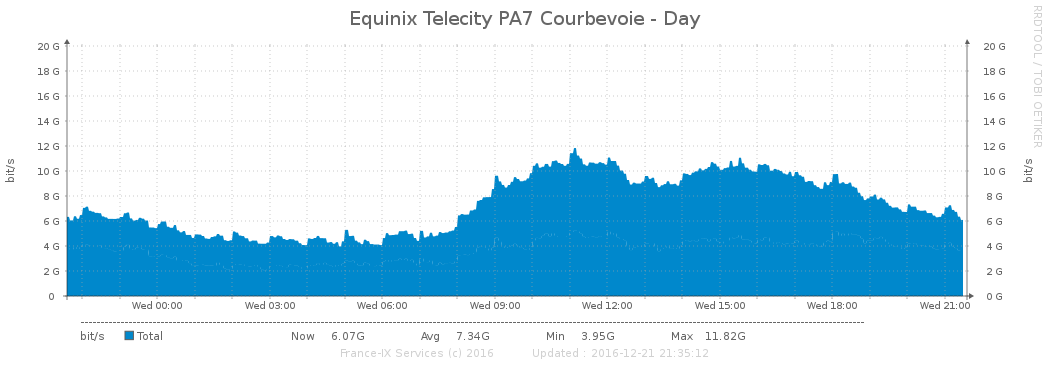 Equinix Telecity PA7 Courbevoie - Day
RRDTOOL / TOBI OETIKER
bit/s
20 G 20 G
18 G 18 G
16 G 16 G
14 G 14 G
12 G 12 G
10 G 10 G
8 G 8 G
6 G 6 G
4 G 4 G
2 G 2 G
0 0 G
bit/s
Wed 00:00 Wed 03:00 Wed 06:00 Wed 09:00 Wed 12:00 Wed 15:00 Wed 18:00 Wed 21:00
bit/s Total Now 6.07G Avg 7.34G Min 3.95G Max 11.82G
France-IX Services (c) 2016 Updated : 2016-12-21 21:35:12